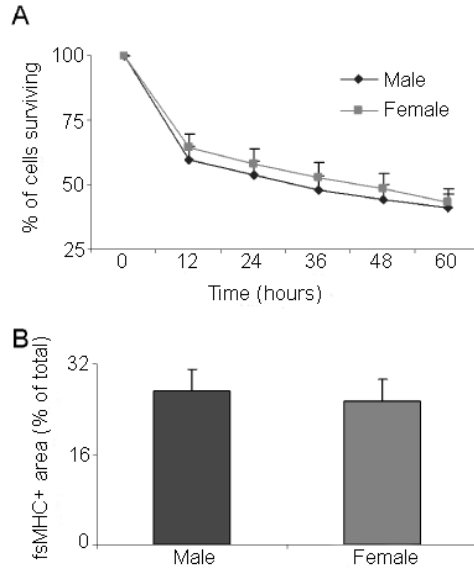 A
% of cells surviving
100
75
50
25
Male
Female
0 12 24 36 48 60
Time (hours)
B
fsMHC+ area (% of total)
32
16
0
Male Female